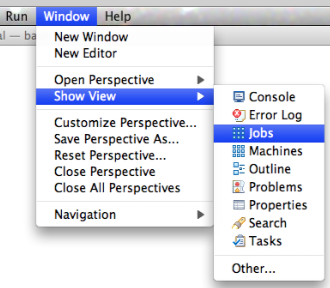 Run Window Help
al — ba
New Window
New Editor
Open Perspective
Show View
Customize Perspective...
Save Perspective As...
Reset Perspective...
Close Perspective
Close All Perspectives
Navigation
Console
Error Log
Jobs
Machines
Outline
Problems
Properties
Search
Tasks
Other...